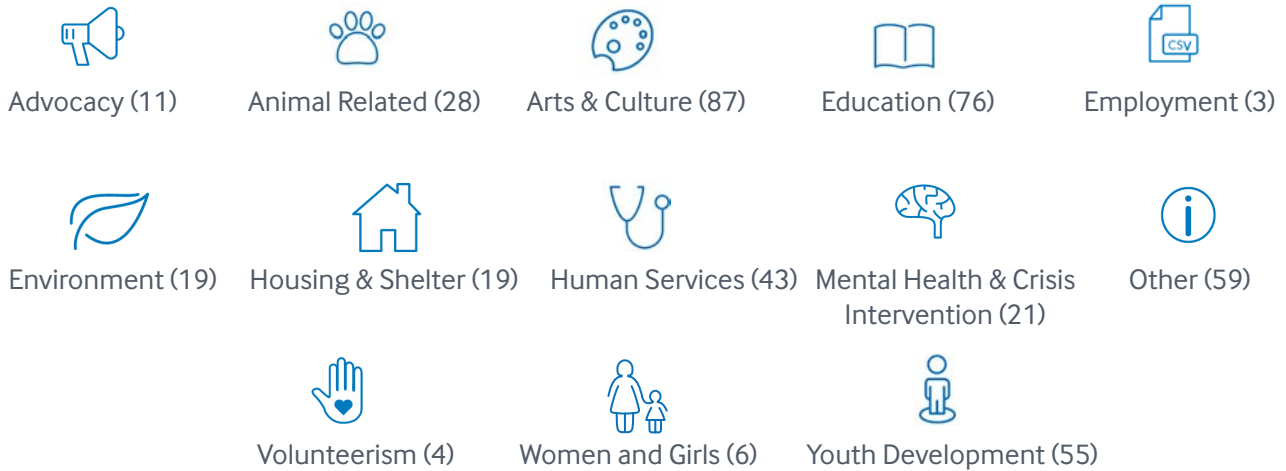 CSV
Advocacy (11)
Animal Related (28)
Arts & Culture (87)
Education (76)
Employment (3)
Environment (19)
Housing & Shelter (19)
Human Services (43)
Mental Health & Crisis
Intervention (21)
Other (59)
Volunteerism (4)
Women and Girls (6)
Youth Development (55)